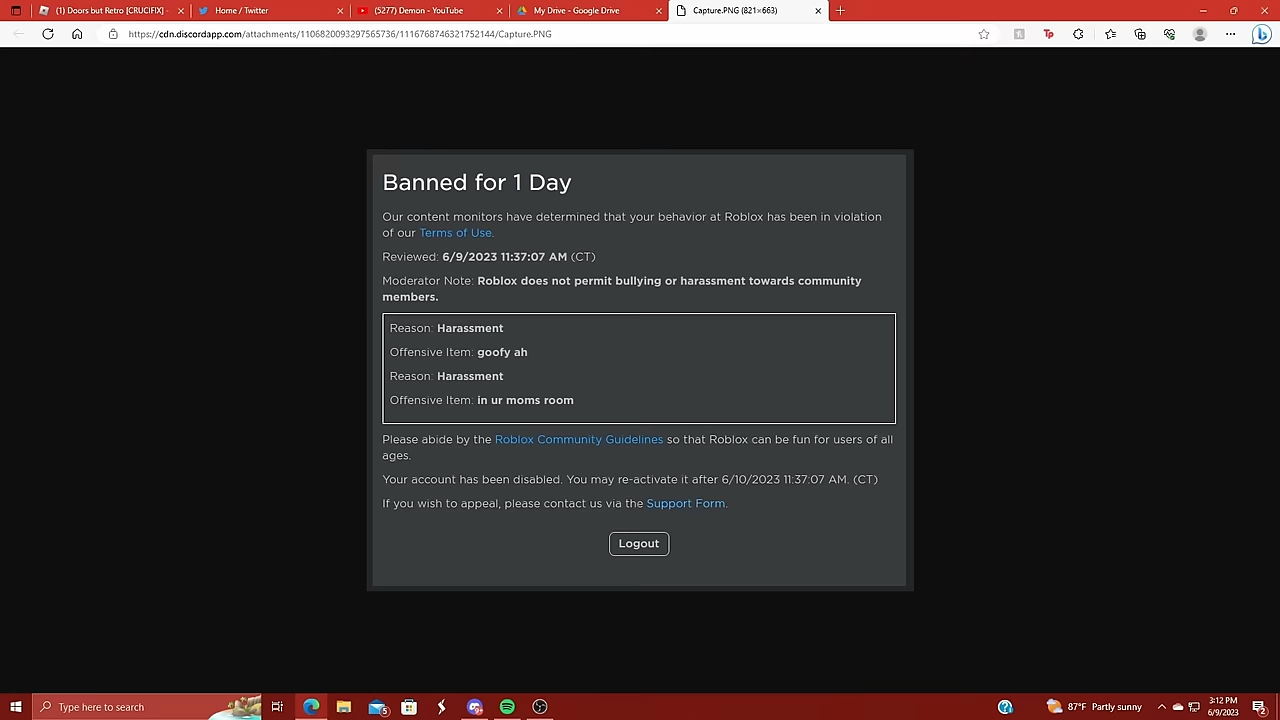 (1) Doors but Retro [CRUCIFIX] -
Home / Twitter
(5277) Demon - YouTube
My Drive - Google Drive
Capture.PNG (821×663)
https://cdn.discordapp.com/attachments/1106820093297565736/1116768746321752144/Capture.PNG
Banned for 1 Day
Our content monitors have determined that your behavior at Roblox has been in violation
of our Terms of Use.
Reviewed: 6/9/2023 11:37:07 AM (CT)
Moderator Note: Roblox does not permit bullying or harassment towards community
members.
Reason: Harassment
Offensive Item: goofy ah
Reason: Harassment
Offensive Item: in ur moms room
Please abide by the Roblox Community Guidelines so that Roblox can be fun for users of all
ages.
Your account has been disabled. You may re-activate it after 6/10/2023 11:37:07 AM. (CT)
If you wish to appeal, please contact us via the Support Form.
Logout
Type here to search
5
87°F Partly sunny
3:12 PM
6/9/2023
2